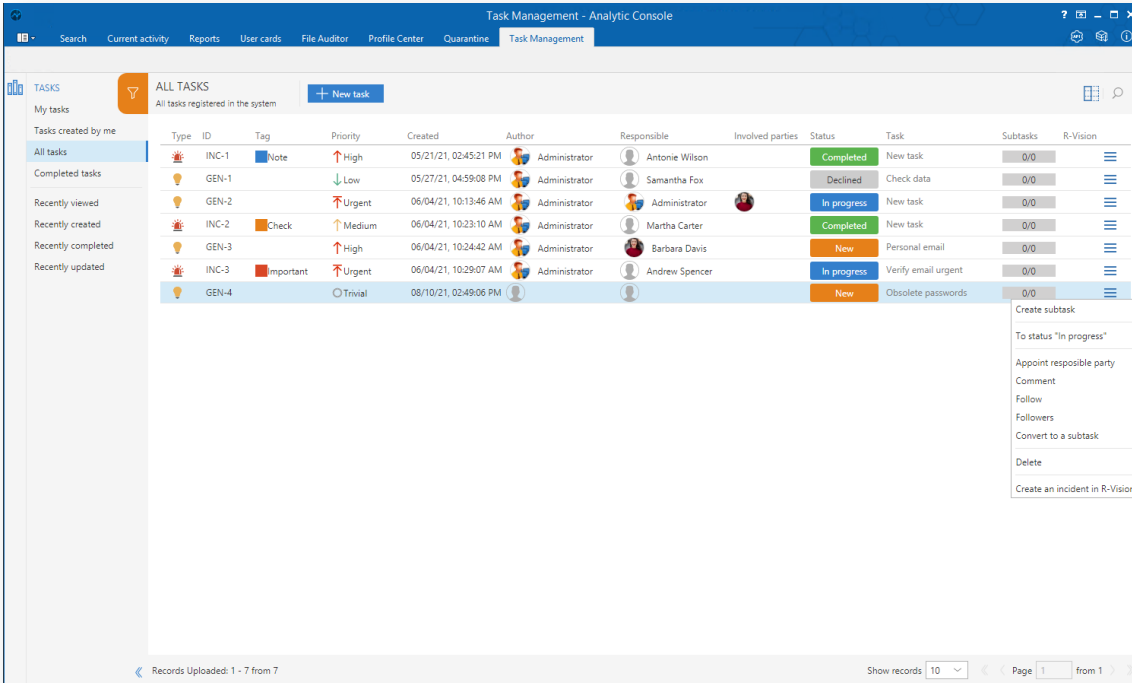 Task Management - Analytic Console
?
Search Current activity Reports User cards File Auditor Profile Center Quarantine Task Management
API
TASKS
My tasks
Tasks created by me
All tasks
Completed tasks
Recently viewed
Recently created
Recently completed
Recently updated
ALL TASKS
All tasks registered in the system
+ New task
Type ID Tag Priority Created Author Responsible Involved parties Status Task Subtasks R-Vision
INC-1 Note High 05/21/21, 02:45:21 PM Administrator Antonie Wilson Completed New task 0/0
GEN-1 Low 05/27/21, 04:59:08 PM Administrator Samantha Fox Declined Check data 0/0
GEN-2 Urgent 06/04/21, 10:13:46 AM Administrator Administrator In progress New task 0/0
INC-2 Check Medium 06/04/21, 10:23:10 AM Administrator Martha Carter Completed New task 0/0
GEN-3 High 06/04/21, 10:24:42 AM Administrator Barbara Davis New Personal email 0/0
INC-3 Important Urgent 06/04/21, 10:29:07 AM Administrator Andrew Spencer In progress Verify email urgent 0/0
GEN-4 Trivial 08/10/21, 02:49:06 PM New Obsolete passwords 0/0
Create subtask
To status "In progress"
Appoint resposible party
Comment
Follow
Followers
Convert to a subtask
Delete
Create an incident in R-Vision
Records Uploaded: 1 - 7 from 7
Show records 10 Page 1 from 1